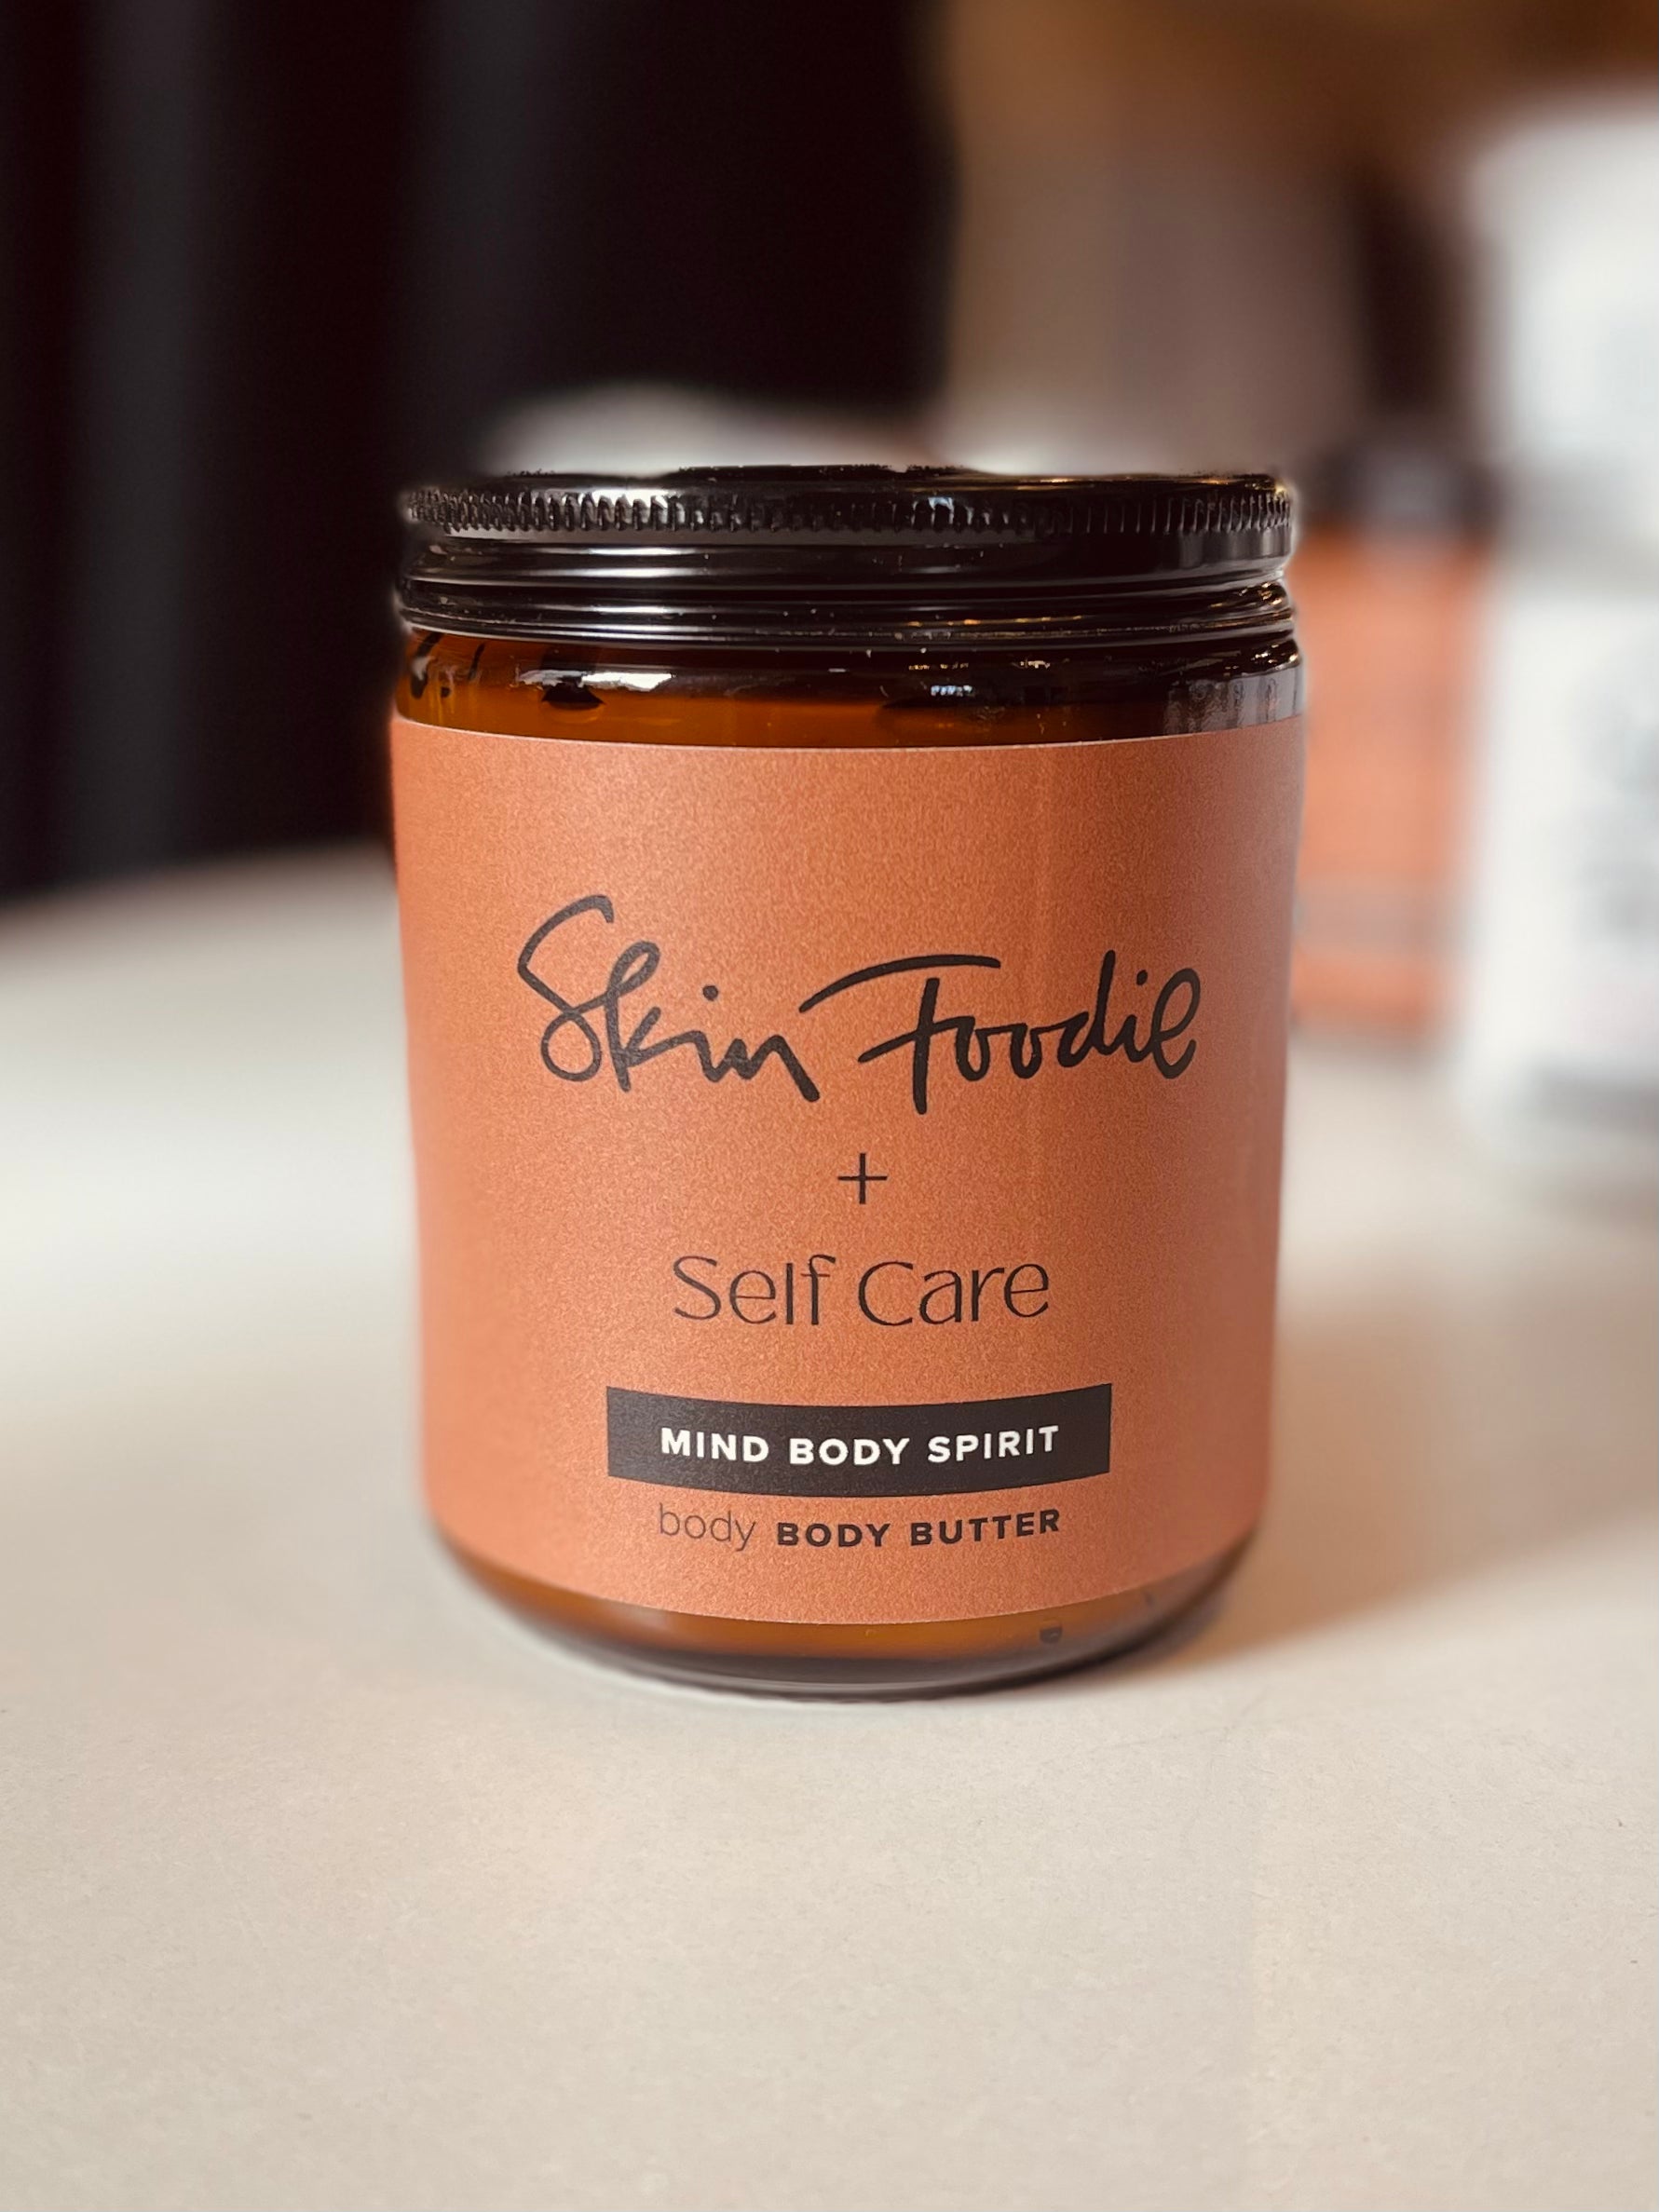 Skin Foodie
+
Self Care
MIND BODY SPIRIT
body BODY BUTTER